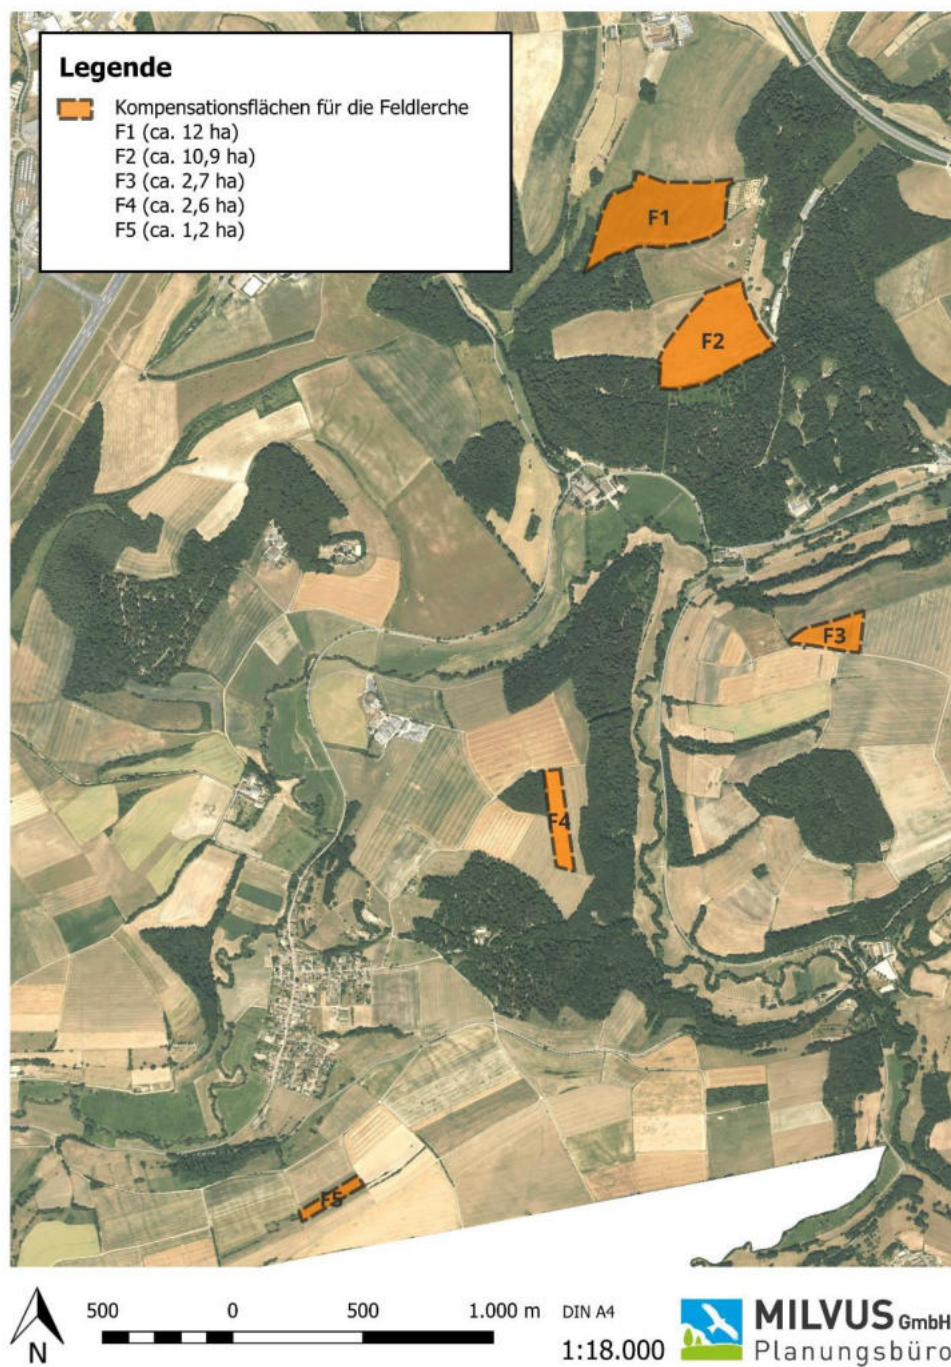 Legende
Kompensationsflächen für die Feldlerche
F1 (ca. 12 ha)
F2 (ca. 10,9 ha)
F3 (ca. 2,7 ha)
F4 (ca. 2,6 ha)
F5 (ca. 1,2 ha)
F1
F2
F3
F4
F5
N
500 0 500 1.000 m
DIN A4
1:18.000
MILVUS GmbH
Planungsbüro